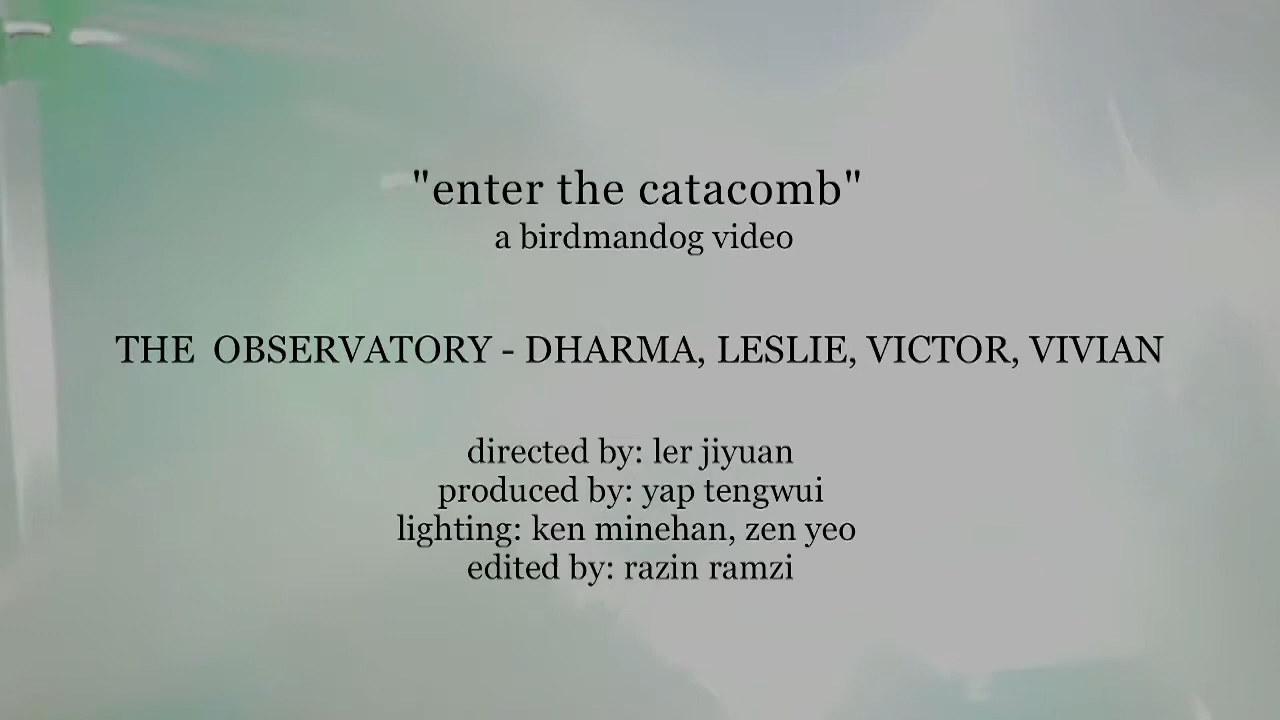 "enter the catacomb"
a birdmandog video
THE OBSERVATORY - DHARMA, LESLIE, VICTOR, VIVIAN
directed by: ler jiyuan
produced by: yap tengwui
lighting: ken minehan, zen yeo
edited by: razin ramzi